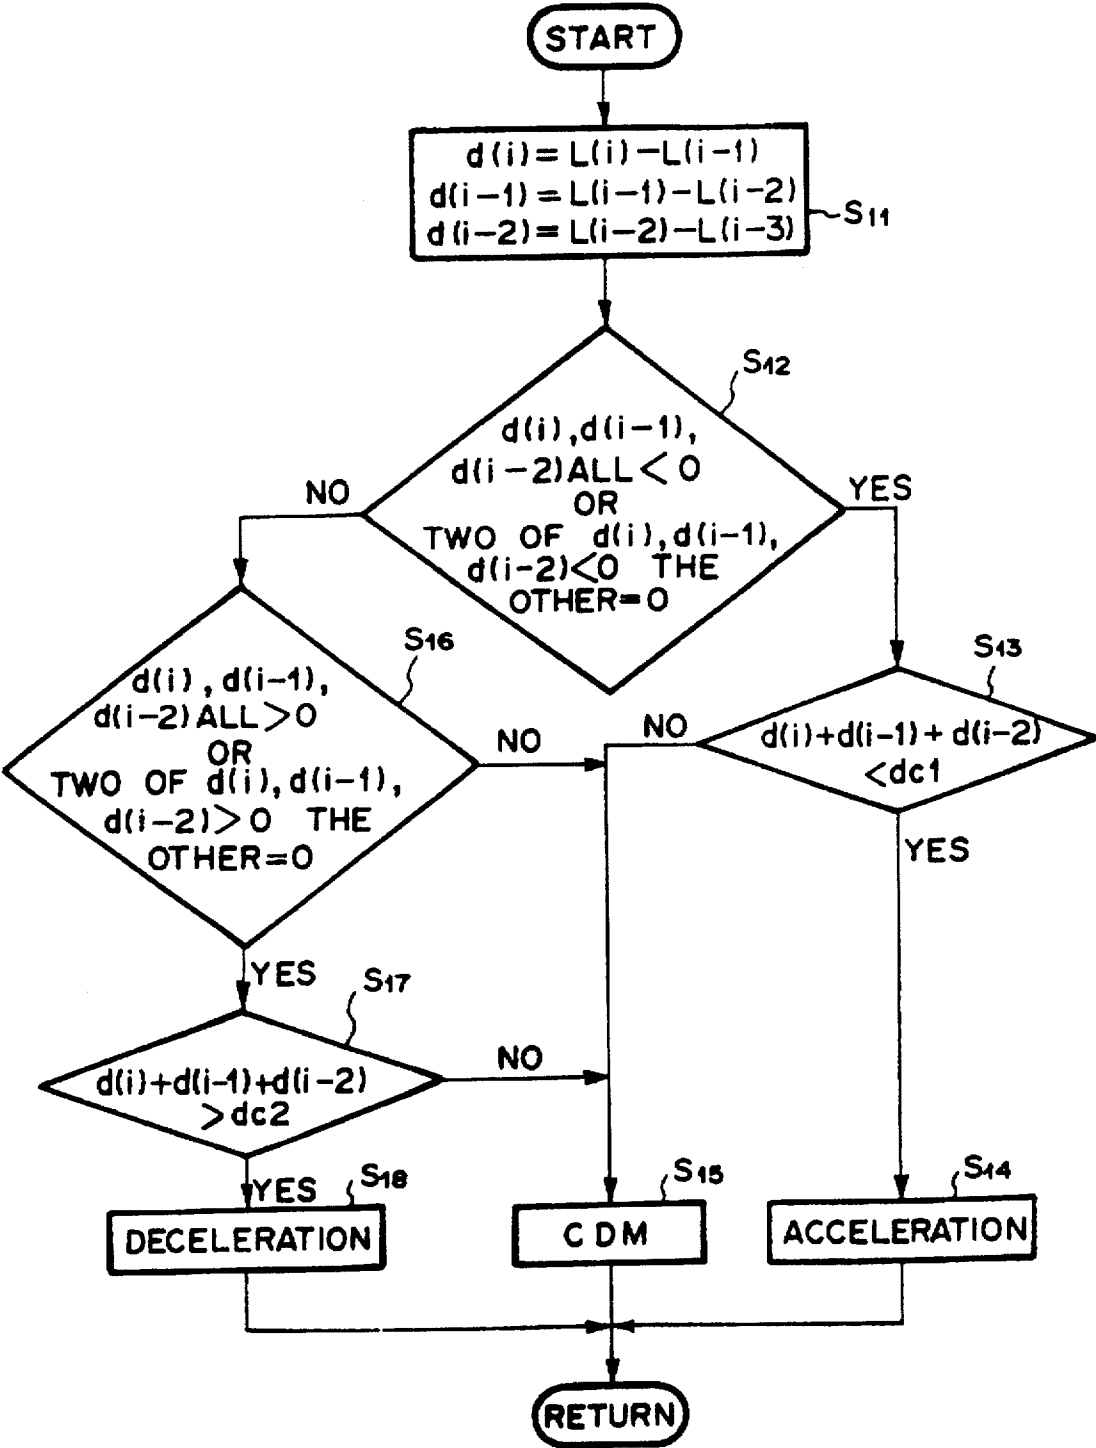 START
d(i)=L(i)-L(i-1)
d(i-1)=L(i-1)-L(i-2)
d(i-2)=L(i-2)-L(i-3)
S11
S12
d(i),d(i-1),
d(i-2)ALL<0
OR
TWO OF d(i),d(i-1),
d(i-2)<0 THE
OTHER=0
NO
YES
S16
d(i),d(i-1),
d(i-2)ALL>0
OR
TWO OF d(i),d(i-1),
d(i-2)>0 THE
OTHER=0
NO
YES
S13
d(i)+d(i-1)+d(i-2)
<dc1
NO
YES
S17
d(i)+d(i-1)+d(i-2)
>dc2
NO
YES
S18
DECELERATION
S15
CDM
S14
ACCELERATION
RETURN